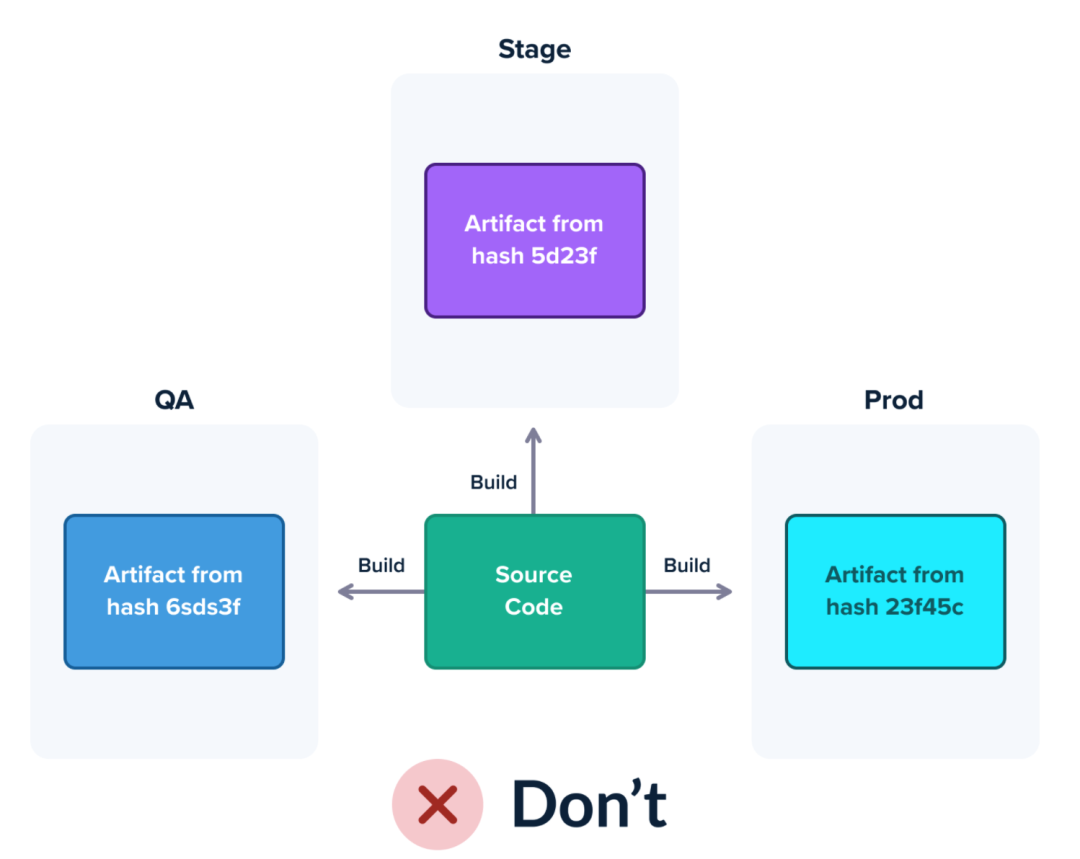 Stage
Artifact from
hash 5d23f
QA
Prod
Build
Artifact from
hash 6sds3f
Build
Source
Code
Build
Artifact from
hash 23f45c
Don’t